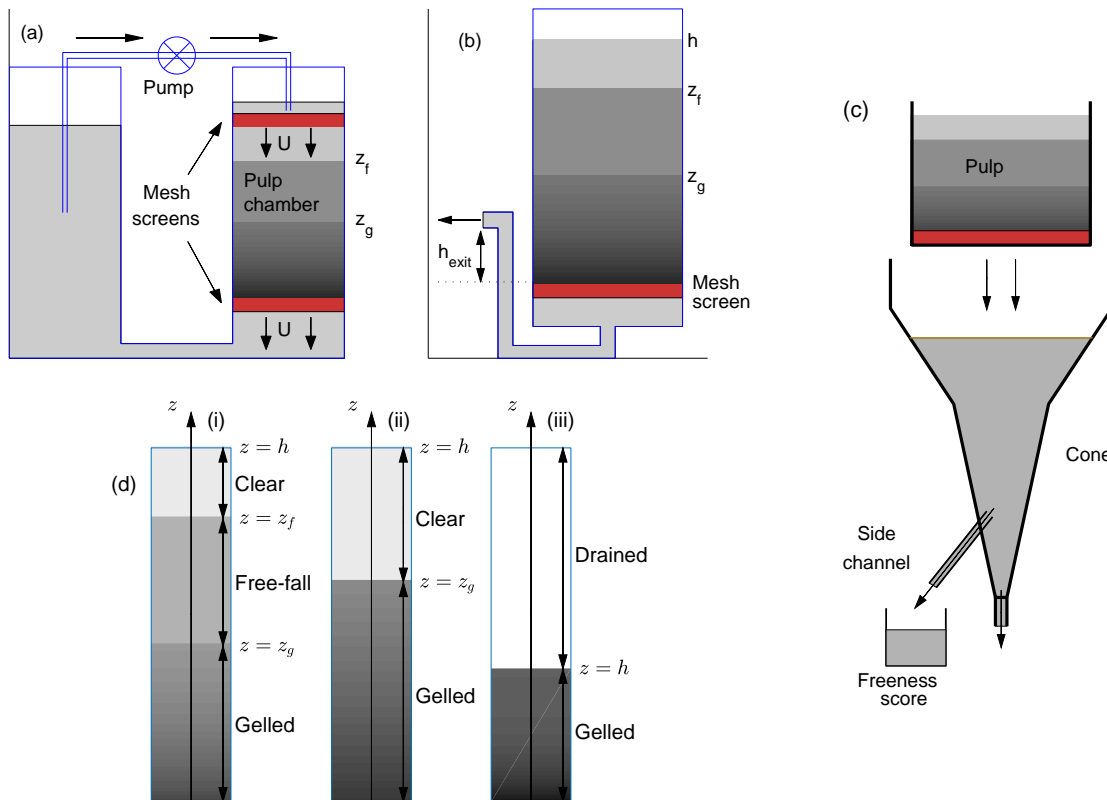 (a)
Pump
U
Mesh
screens
z_f
Pulp
chamber
z_g
U
(b)
h
z_f
z_g
h_exit
Mesh
screen
(c)
Pulp
Cone
Side
channel
Freeness
score
(d)
z
(i)
z = h
Clear
z = z_f
Free-fall
z = z_g
Gelled
z
(ii)
z = h
Clear
z = z_g
Gelled
z
(iii)
Drained
z = h
Gelled